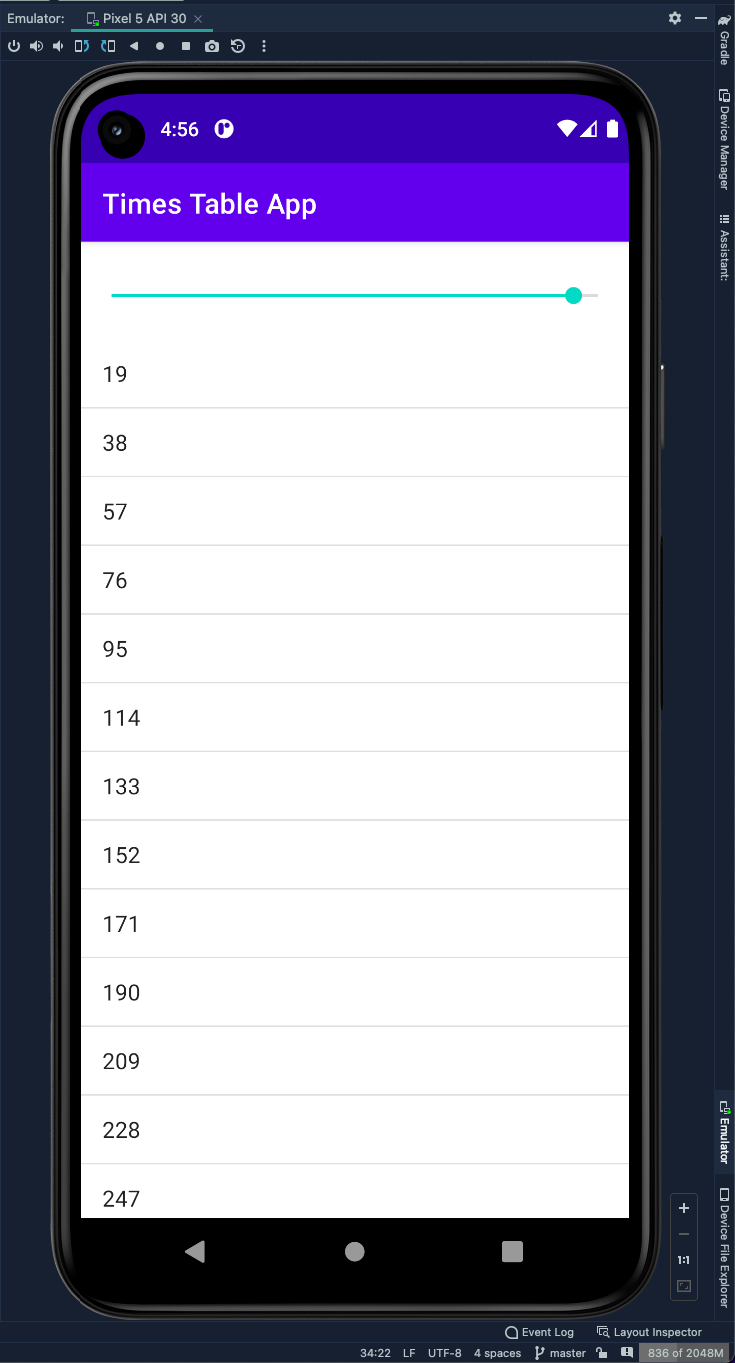 Emulator: Pixel 5 API 30
Gradle
Device Manager
Assistant:
4:56
Times Table App
19
38
57
76
95
114
133
152
171
190
209
228
247
Emulator
Device File Explorer
1:1
Event Log Layout Inspector
34:22 LF UTF-8 4 spaces master 836 of 2048M